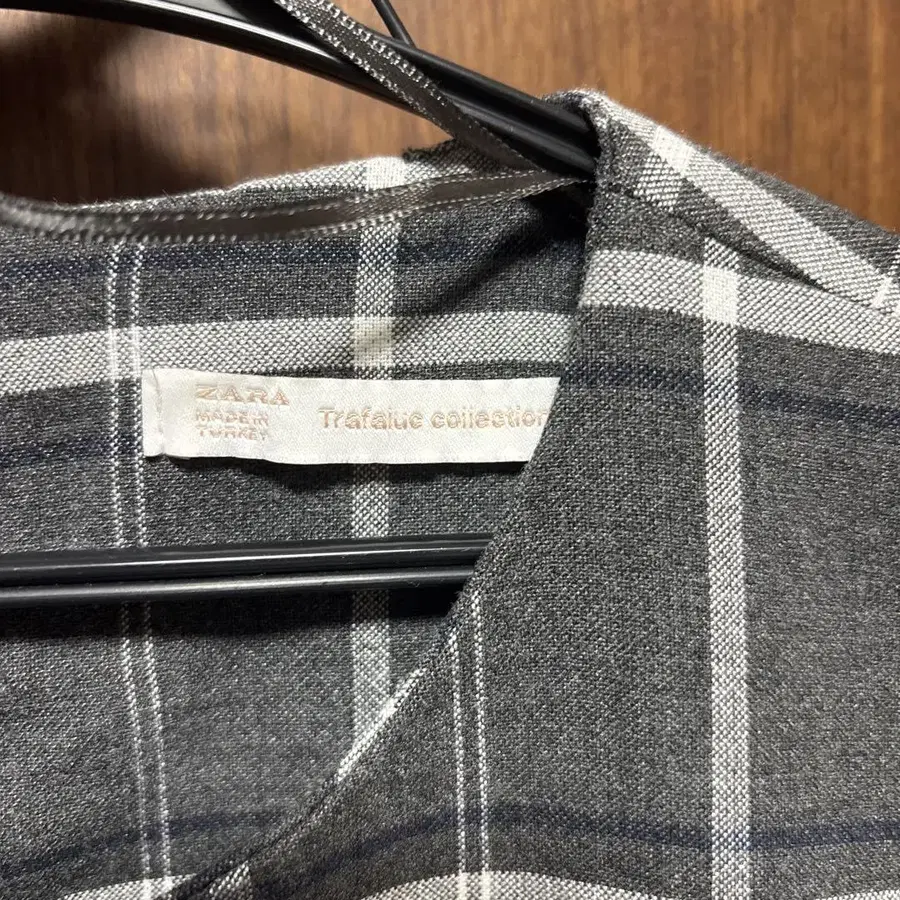 ZARA
MADE IN
TURKEY
Trafaluc collection